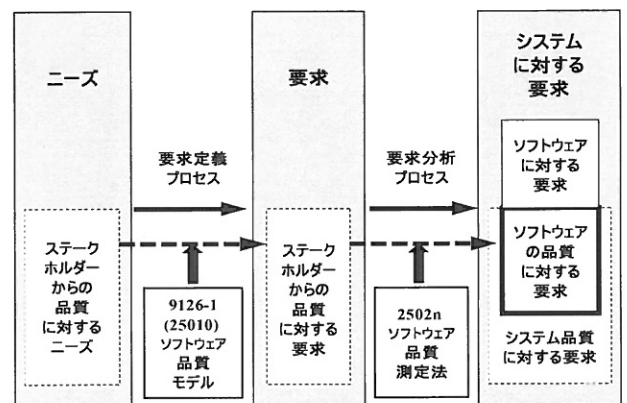 ニーズ
要求
システム
に対する
要求
要求定義
プロセス
要求分析
プロセス
ソフトウェア
に対する
要求
ステーク
ホルダー
からの
品質
に対する
ニーズ
ステーク
ホルダー
からの
品質
に対する
要求
ソフトウェア
の品質
に対する
要求
9126-1
(25010)
ソフトウェア
品質
モデル
2502n
ソフトウェア
品質
測定法
システム品質
に対する要求